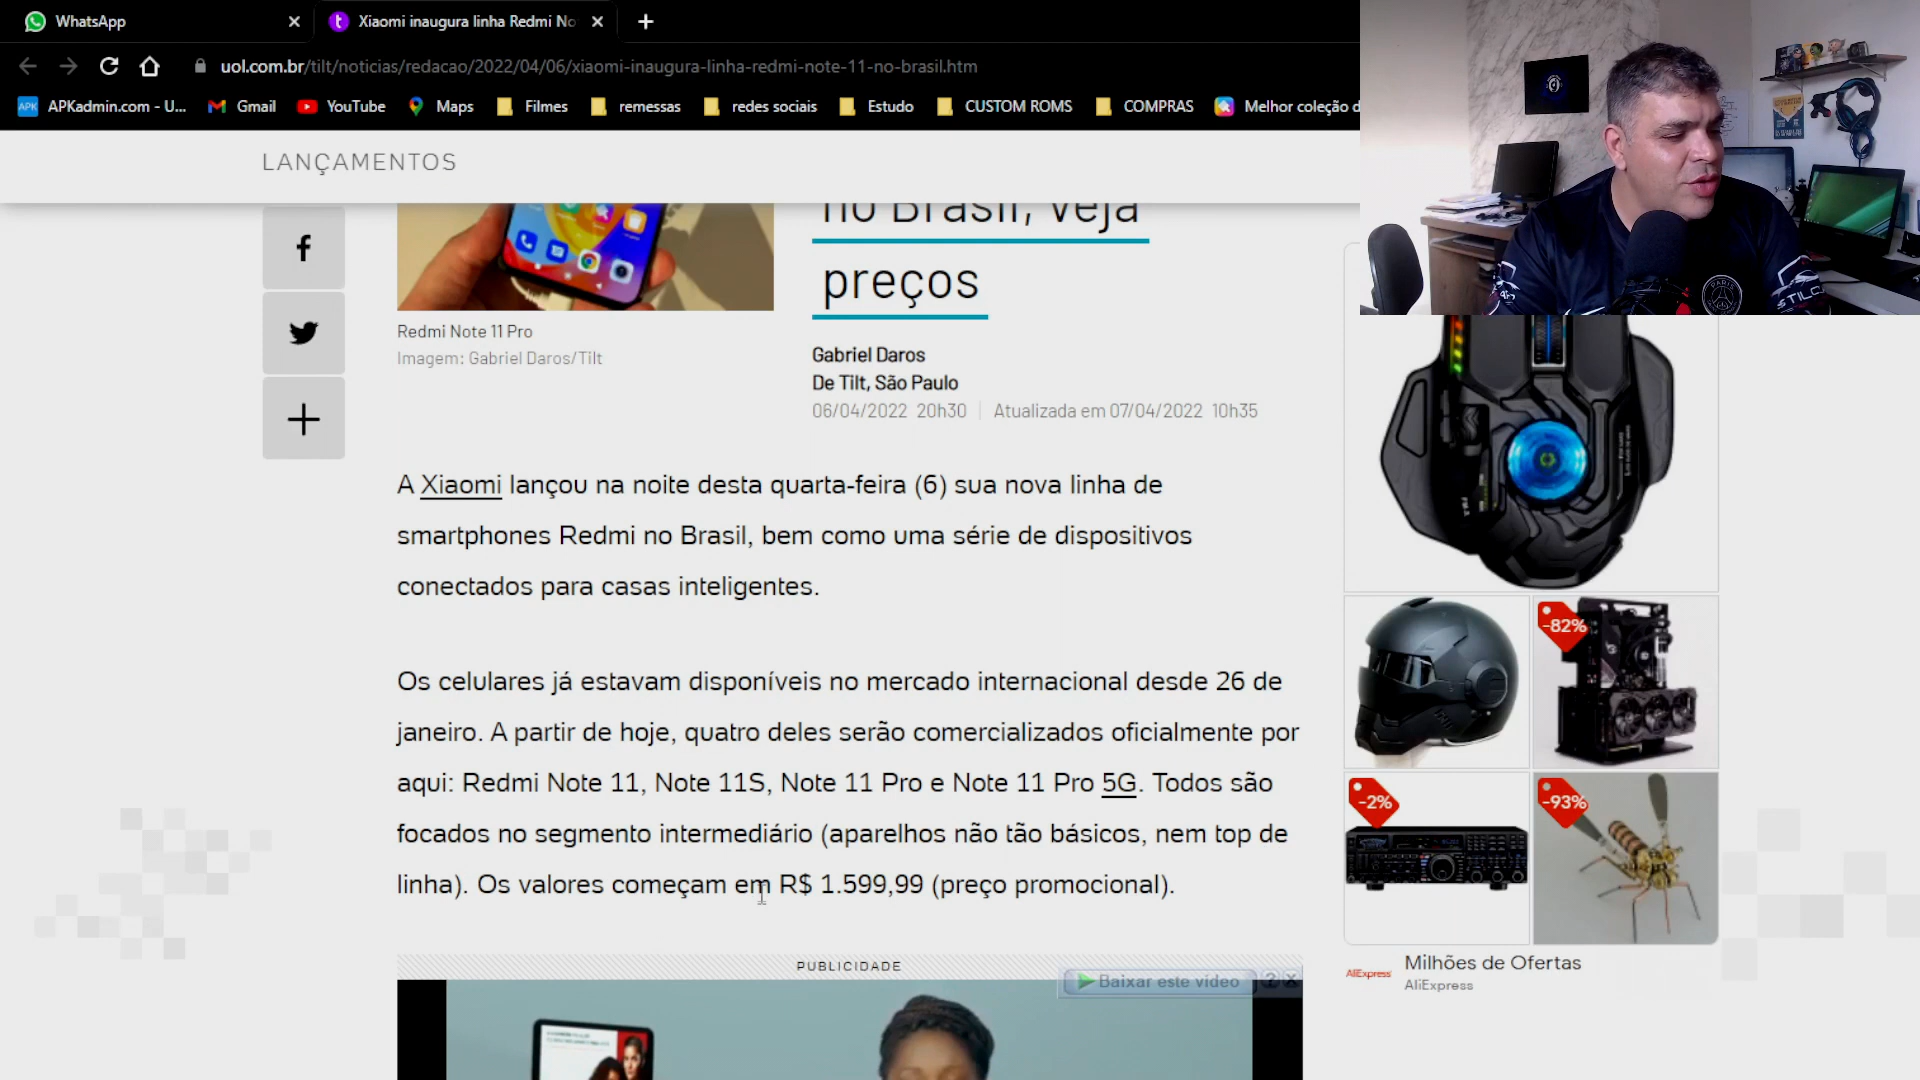 WhatsApp
Xiaomi inaugura linha Redmi No
uol.com.br/tilt/noticias/redacao/2022/04/06/xiaomi-inaugura-linha-redmi-note-11-no-brasil.htm
APK APKadmin.com - U... Gmail YouTube Maps Filmes remessas redes sociais Estudo CUSTOM ROMS COMPRAS Melhor coleção d
LANÇAMENTOS
no Brasil; veja
preços
Redmi Note 11 Pro
Imagem: Gabriel Daros/Tilt
Gabriel Daros
De Tilt, São Paulo
06/04/2022 20h30 Atualizada em 07/04/2022 10h35
A Xiaomi lançou na noite desta quarta-feira (6) sua nova linha de
smartphones Redmi no Brasil, bem como uma série de dispositivos
conectados para casas inteligentes.
Os celulares já estavam disponíveis no mercado internacional desde 26 de
janeiro. A partir de hoje, quatro deles serão comercializados oficialmente por
aqui: Redmi Note 11, Note 11S, Note 11 Pro e Note 11 Pro 5G. Todos são
focados no segmento intermediário (aparelhos não tão básicos, nem top de
linha). Os valores começam em R$ 1.599,99 (preço promocional).
PUBLICIDADE
Baixar este vídeo ? X
-82%
-2%
-93%
AliExpress
Milhões de Ofertas
AliExpress
PARIS